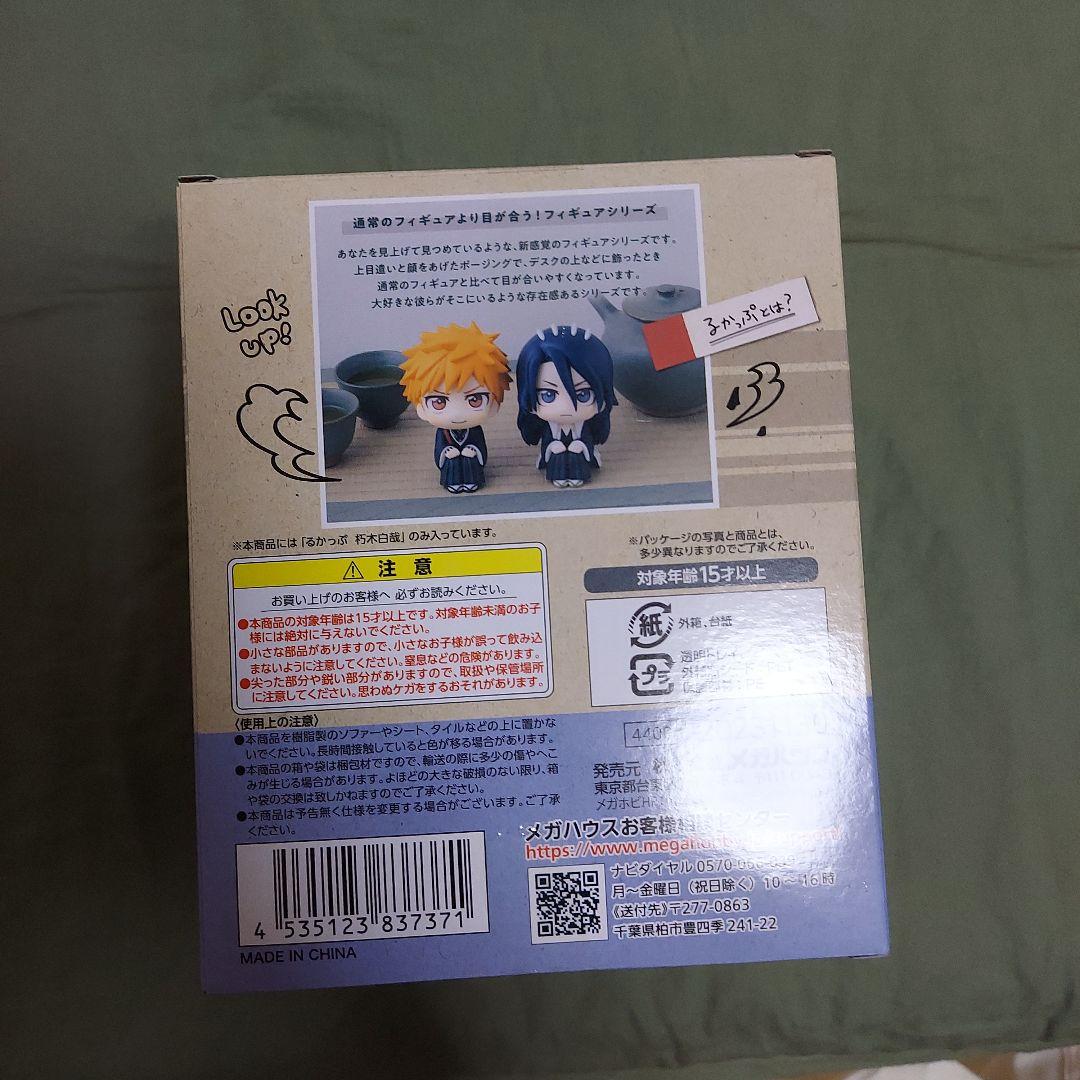 通常のフィギュアより目が合う!フィギュアシリーズ
あなたを見上げて見つめているような、新感覚のフィギュアシリーズです。
上目遣いと顔をあげたポージングで、デスクの上などに飾ったとき
通常のフィギュアと比べて目が合いやすくなっています。
大好きな彼らがそこにいるような存在感あるシリーズです。
Look
up!
るかっぷとは?
※本商品には「るかっぷ 朽木白哉」のみ入っています。
※パッケージの写真と商品とは、
多少異なりますのでご了承ください。
注意
お買い上げのお客様へ 必ずお読みください。
●本商品の対象年齢は15才以上です。対象年齢未満のお子
様には絶対に与えないでください。
●小さな部品がありますので、小さなお子様が誤って飲み込
まないように注意してください。窒息などの危険があります。
●尖った部分や鋭い部分がありますので、取扱や保管場所
に注意してください。思わぬケガをするおそれがあります。
対象年齢15才以上
紙
外箱、台紙
プラ
透明トレイ
〈使用上の注意〉
●本商品を樹脂製のソファーやシート、タイルなどの上に置かな
いでください。長時間接触していると色が移る場合があります。
●本商品の箱や袋は梱包材ですので、輸送の際に多少の傷やへこ
みが生じる場合があります。よほどの大きな破損のない限り、箱
や袋の交換は致しかねますのでご了承ください。
●本商品は予告無く仕様を変更する場合がございます。ご了承
ください。
発売元
東京都台
メガホビH
メガハウスお客様相談センター
https://www.megaho
ナビダイヤル 0570-0
月～金曜日(祝日除く)10～16時
《送付先》〒277-0863
千葉県柏市豊四季241-22
4 535123 837371
MADE IN CHINA